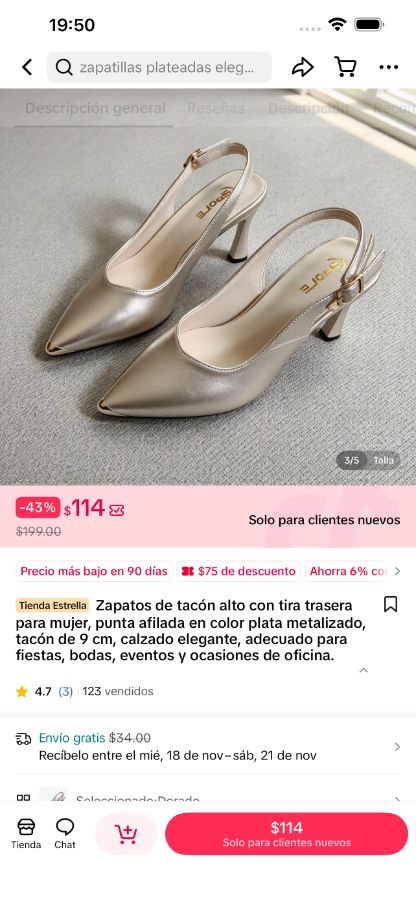 19:50
zapatillas plateadas eleg...
Descripción general Reseñas Descripción Recom
SPORE
SPORE
3/5 Talla
-43% $114
$199.00
Solo para clientes nuevos
Precio más bajo en 90 días $75 de descuento Ahorra 6% co
Tienda Estrella Zapatos de tacón alto con tira trasera
para mujer, punta afilada en color plata metalizado,
tacón de 9 cm, calzado elegante, adecuado para
fiestas, bodas, eventos y ocasiones de oficina.
4.7 (3) 123 vendidos
Envío gratis $34.00
Recíbelo entre el mié, 18 de nov–sáb, 21 de nov
Seleccionado:Dorado
Tienda
Chat
$114
Solo para clientes nuevos